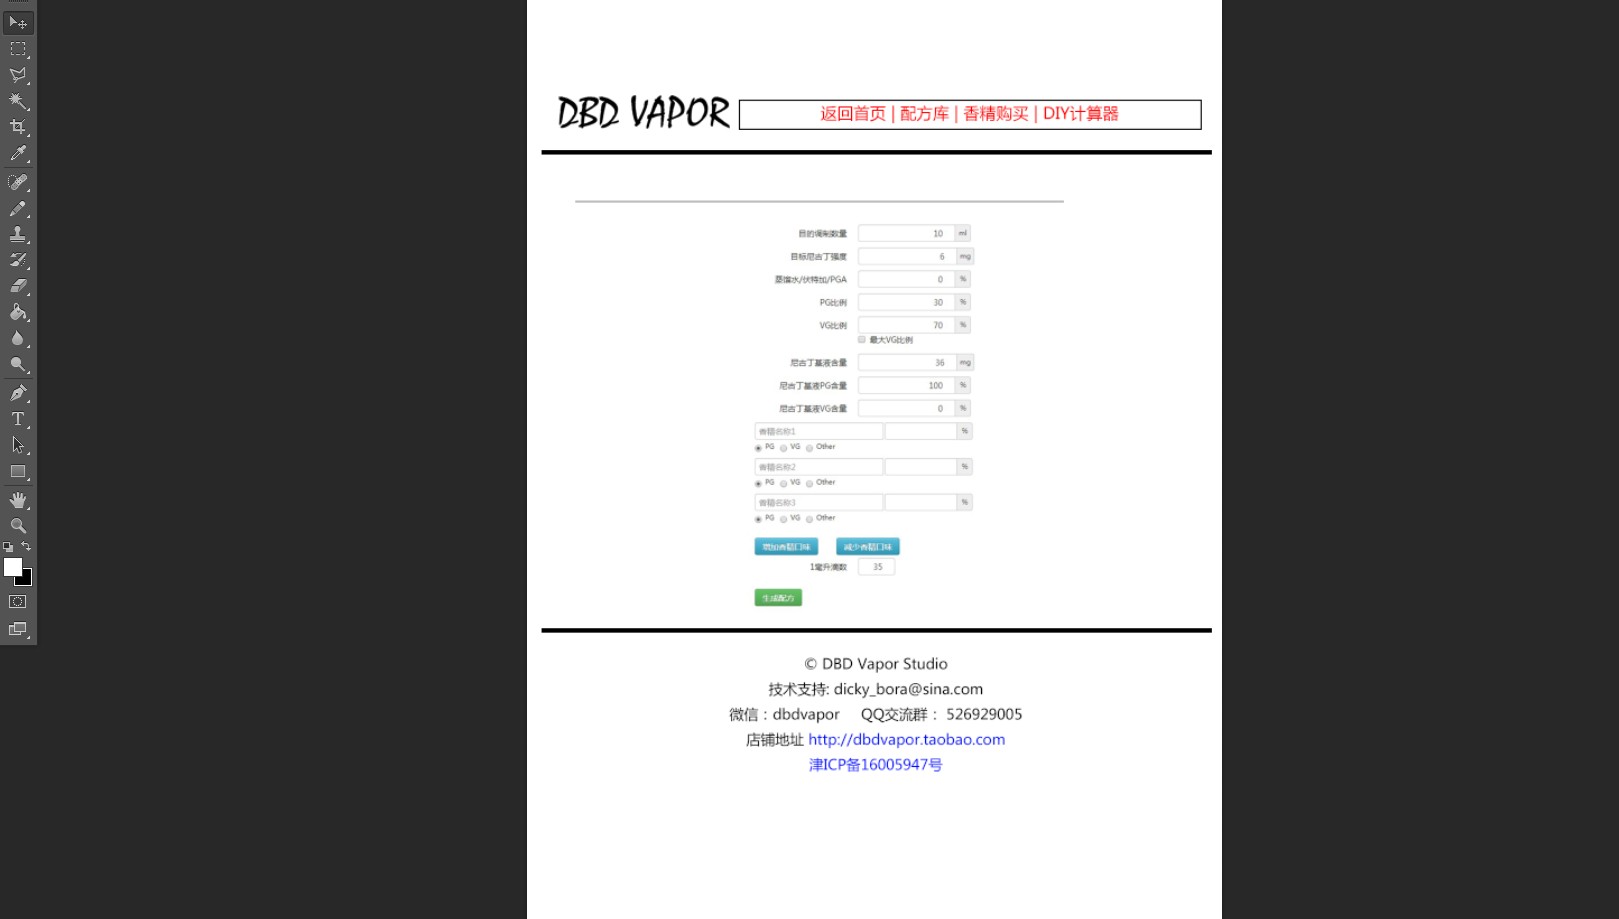 DBD VAPOR
返回首页 | 配方库 | 香精购买 | DIY计算器
目的调制数量 10 ml
目标尼古丁强度 6 mg
蒸馏水/伏特加/PGA 0 %
PG比例 30 %
VG比例 70 %
最大VG比例
尼古丁基液含量 36 mg
尼古丁基液PG含量 100 %
尼古丁基液VG含量 0 %
香精名称1 %
PG VG Other
香精名称2 %
PG VG Other
香精名称3 %
PG VG Other
增加香精口味 减少香精口味
1毫升滴数 35
生成配方
© DBD Vapor Studio
技术支持: dicky_bora@sina.com
微信：dbdvapor QQ交流群： 526929005
店铺地址 http://dbdvapor.taobao.com
津ICP备16005947号